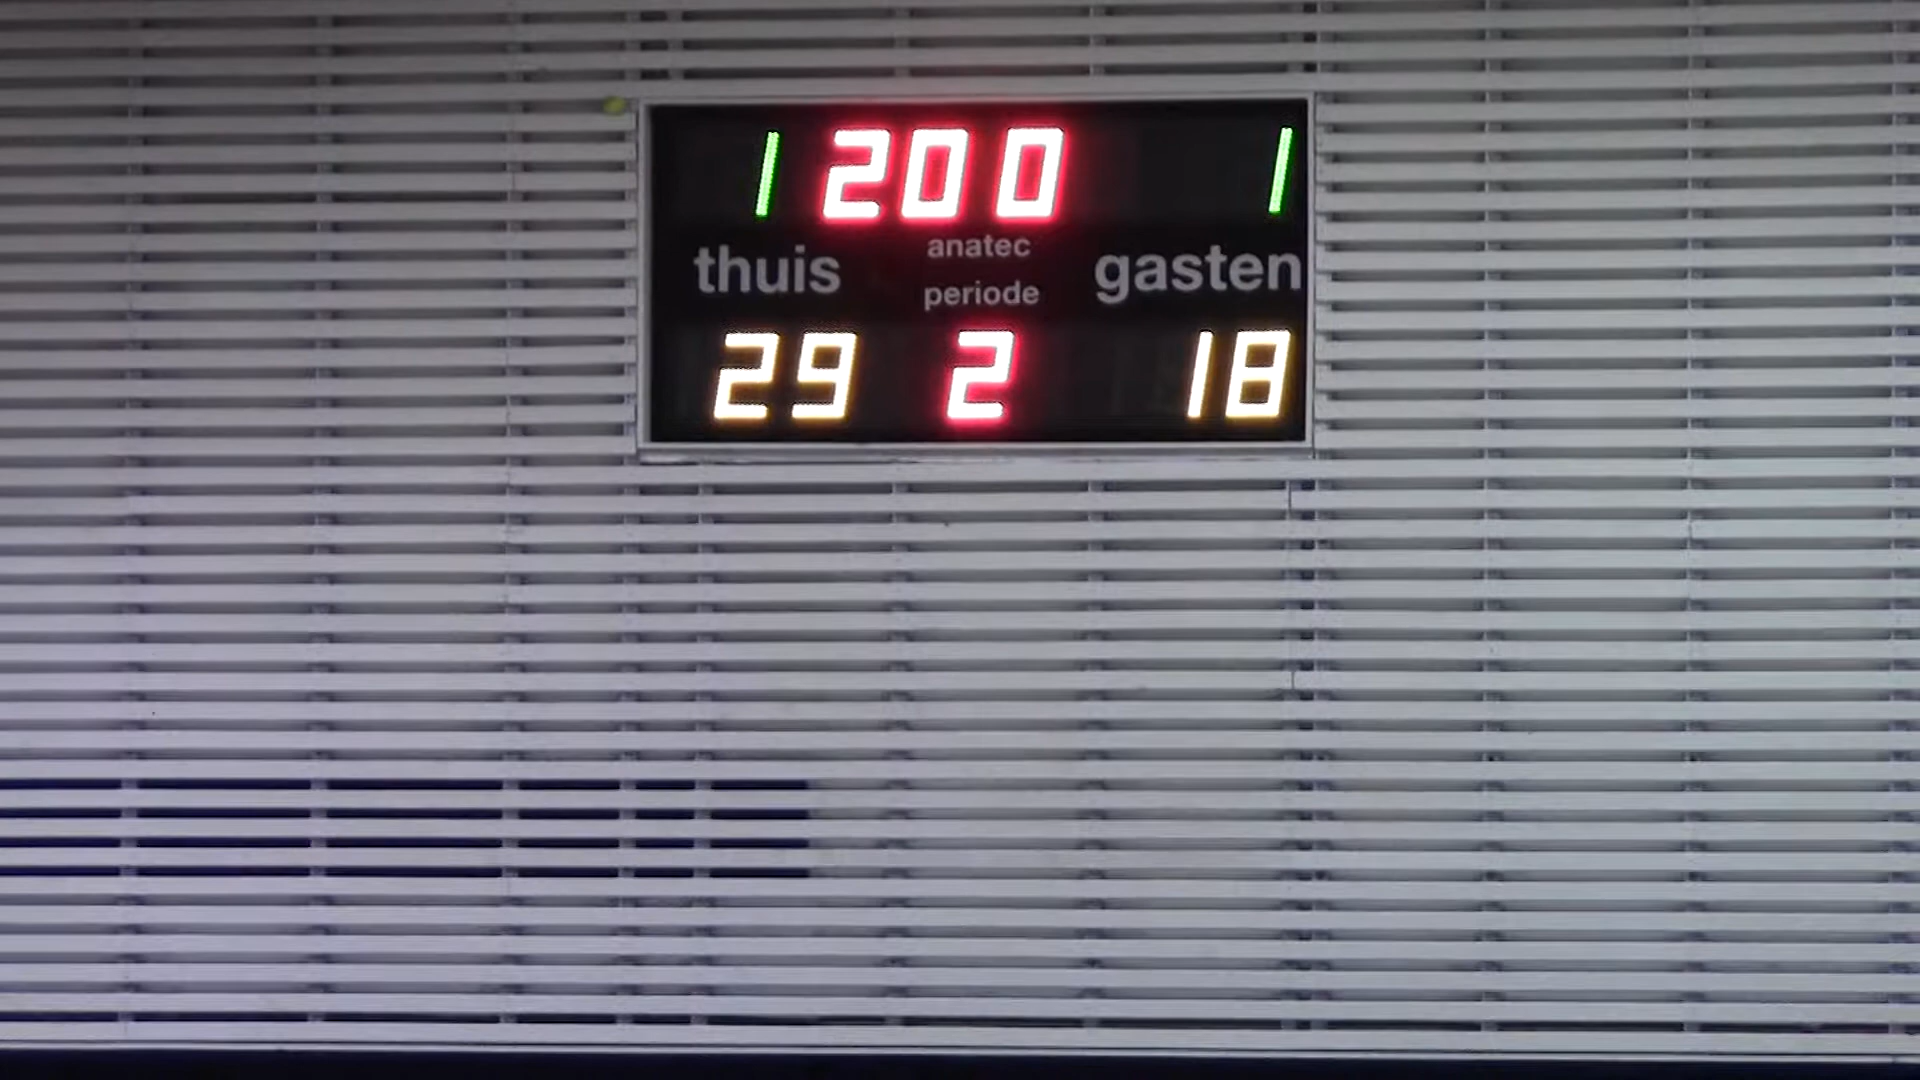 1 200 1
thuis anatec gasten
periode
29 2 18